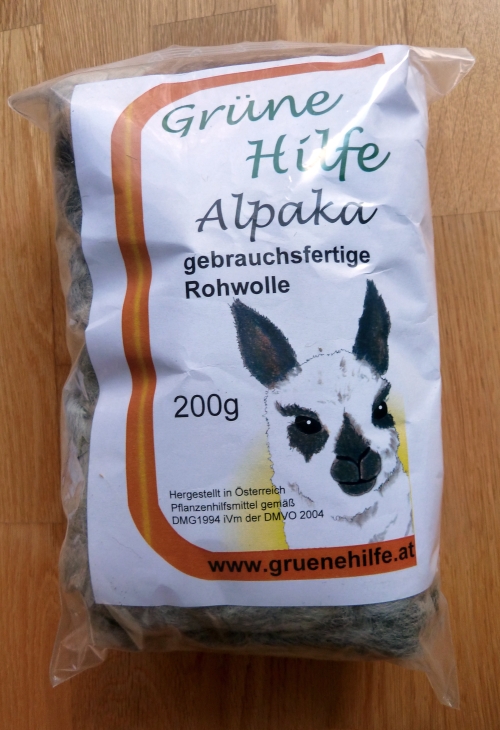 Grüne
Hilfe
Alpaka
gebrauchsfertige
Rohwolle
200g
Hergestellt in Österreich
Pflanzenhilfsmittel gemäß
DMG1994 iVm der DMVO 2004
www.gruenehilfe.at